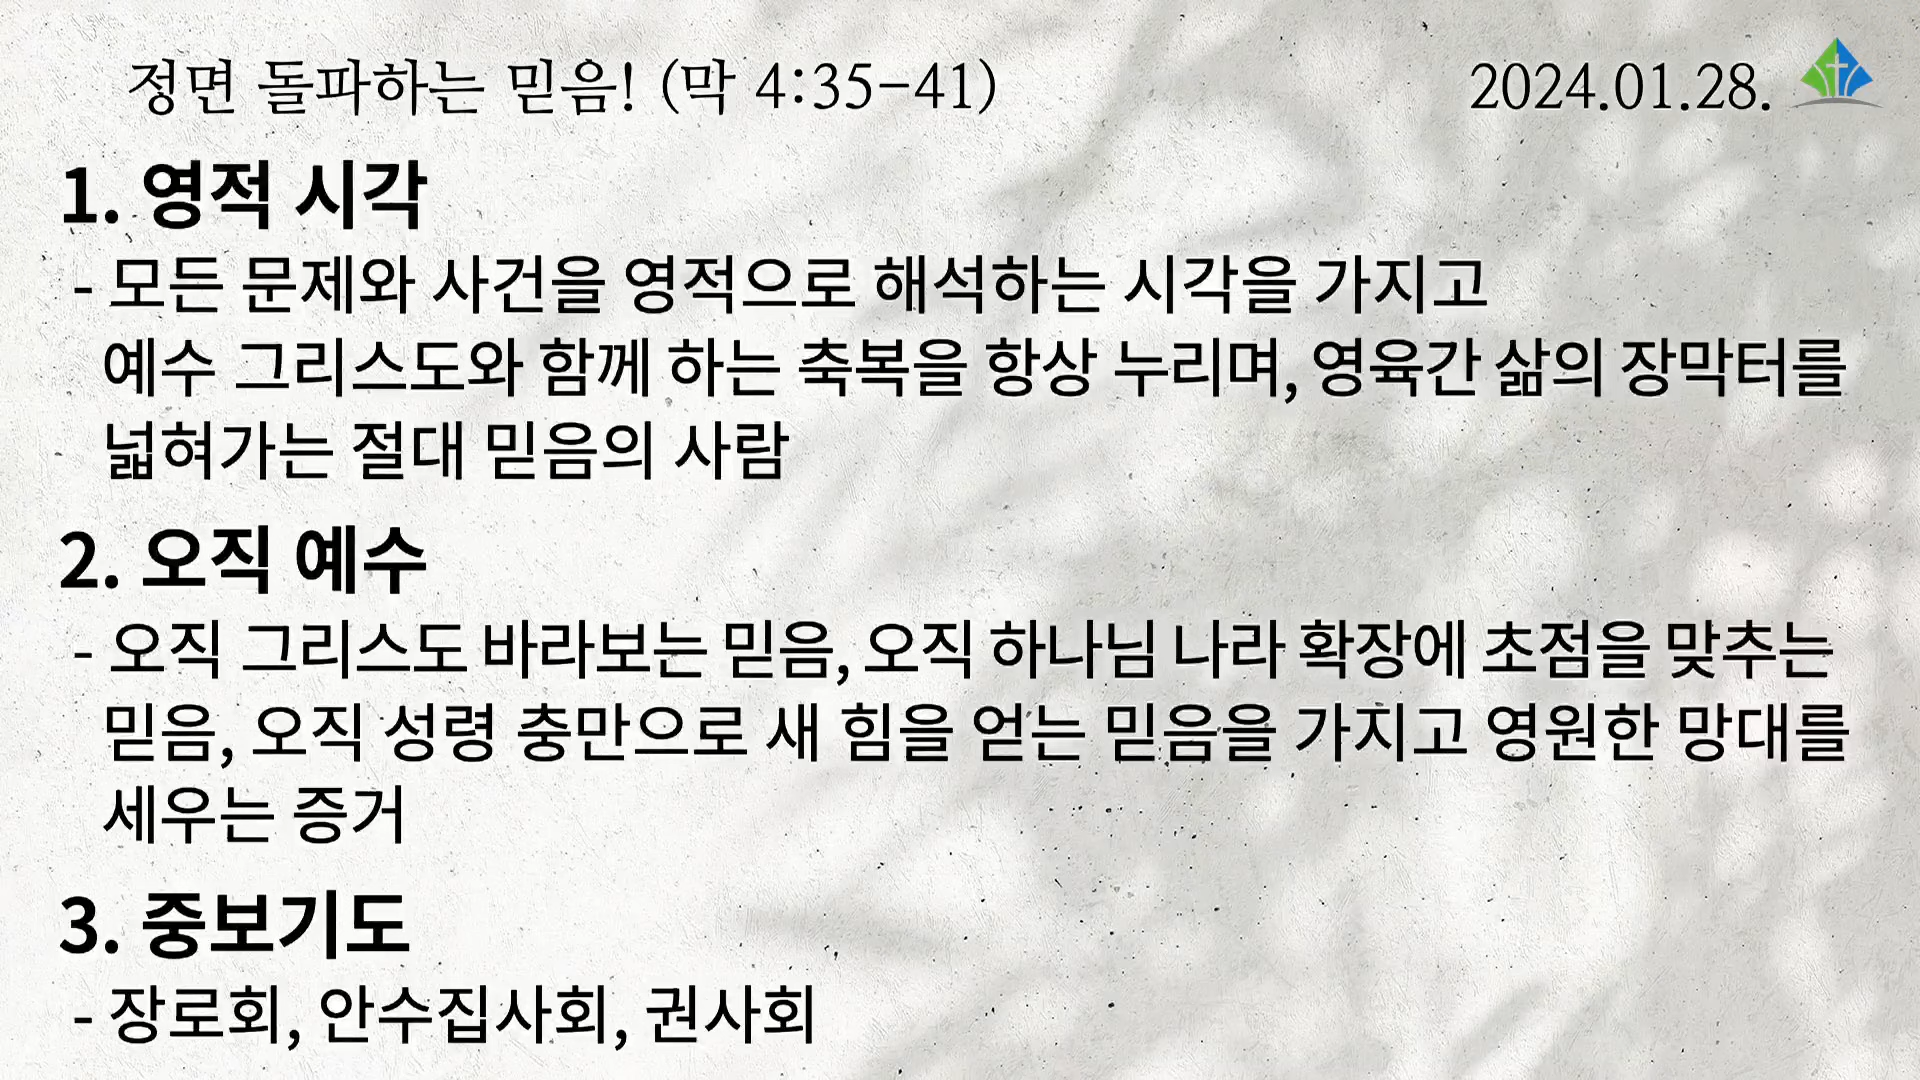 정면 돌파하는 믿음! (막 4:35-41) 2024.01.28.
1. 영적 시각
- 모든 문제와 사건을 영적으로 해석하는 시각을 가지고
예수 그리스도와 함께 하는 축복을 항상 누리며, 영육간 삶의 장막터를
넓혀가는 절대 믿음의 사람
2. 오직 예수
- 오직 그리스도 바라보는 믿음, 오직 하나님 나라 확장에 초점을 맞추는
믿음, 오직 성령 충만으로 새 힘을 얻는 믿음을 가지고 영원한 망대를
세우는 증거
3. 중보기도
- 장로회, 안수집사회, 권사회